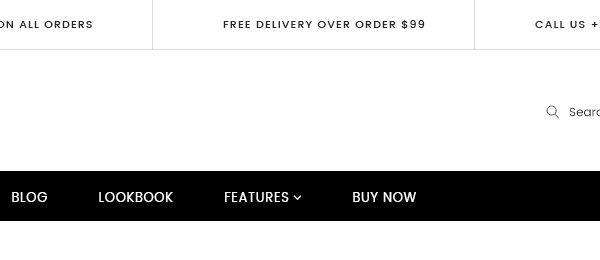 ON ALL ORDERS
FREE DELIVERY OVER ORDER $99
CALL US +
Searc
BLOG
LOOKBOOK
FEATURES
BUY NOW